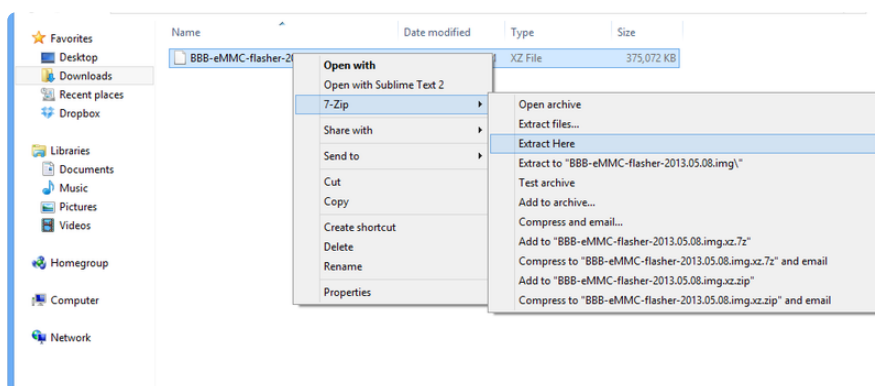 Name Date modified Type Size
BBB-eMMC-flasher-20 XZ File 375,072 KB
Favorites
Desktop
Downloads
Recent places
Dropbox
Libraries
Documents
Music
Pictures
Videos
Homegroup
Computer
Network
Open with
Open with Sublime Text 2
7-Zip
Share with
Send to
Cut
Copy
Create shortcut
Delete
Rename
Properties
Open archive
Extract files...
Extract Here
Extract to "BBB-eMMC-flasher-2013.05.08.img\"
Test archive
Add to archive...
Compress and email...
Add to "BBB-eMMC-flasher-2013.05.08.img.xz.7z"
Compress to "BBB-eMMC-flasher-2013.05.08.img.xz.7z" and email
Add to "BBB-eMMC-flasher-2013.05.08.img.xz.zip"
Compress to "BBB-eMMC-flasher-2013.05.08.img.xz.zip" and email